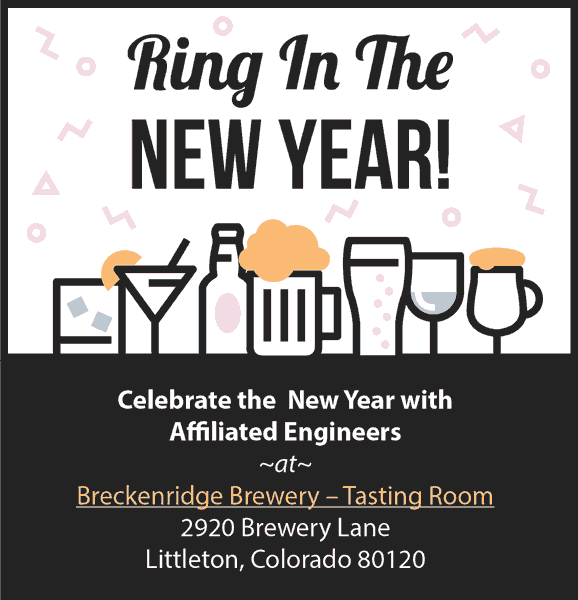 Ring In The
NEW YEAR!
Celebrate the  New Year with
Affiliated Engineers
~at~
Breckenridge Brewery – Tasting Room
2920 Brewery Lane
Littleton, Colorado 80120